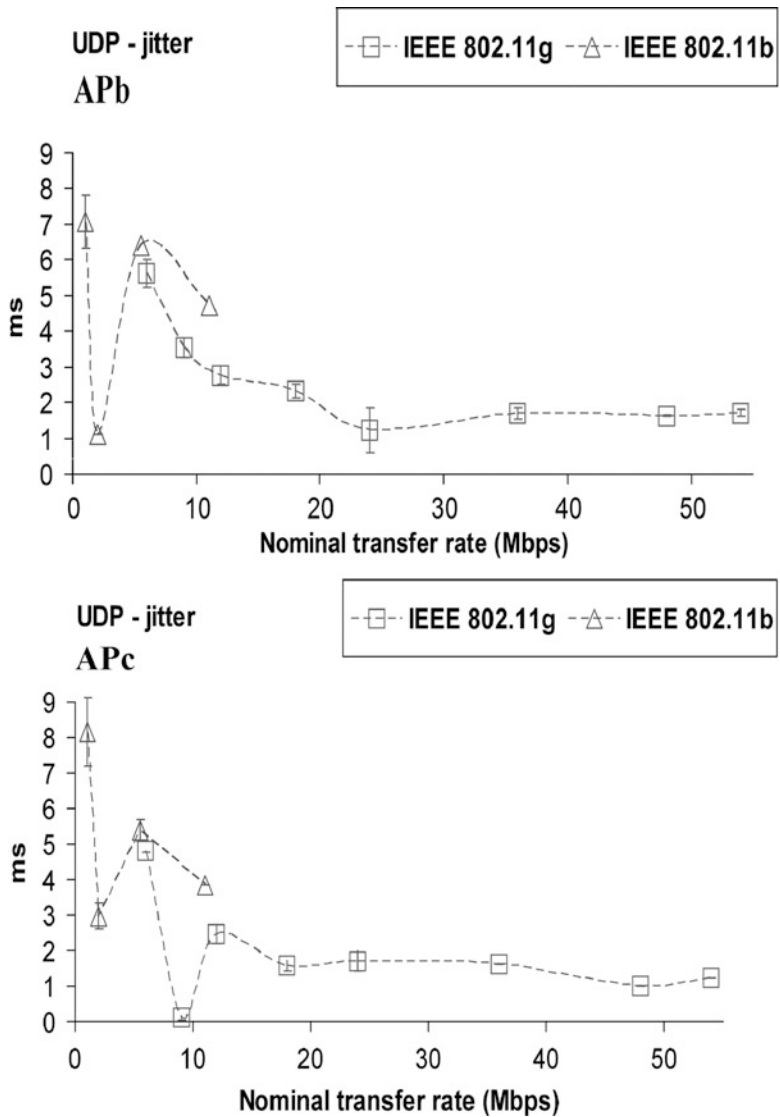 UDP - jitter
IEEE 802.11g IEEE 802.11b
APb
9
8
7
6
5
4
3
2
1
0
ms
0 10 20 30 40 50
Nominal transfer rate (Mbps)
UDP - jitter
IEEE 802.11g IEEE 802.11b
APc
9
8
7
6
5
4
3
2
1
0
ms
0 10 20 30 40 50
Nominal transfer rate (Mbps)